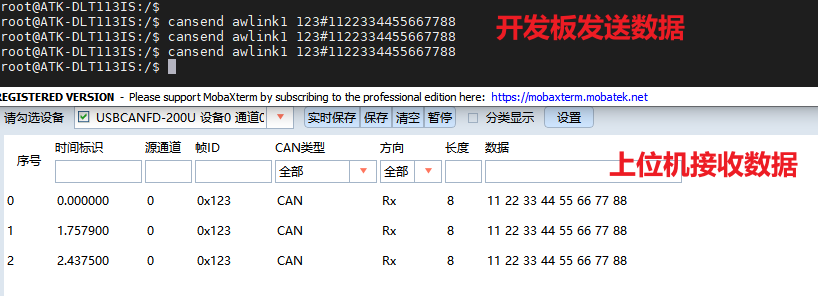 root@ATK-DLT113IS:/$
root@ATK-DLT113IS:/$ cansend awlink1 123#1122334455667788
root@ATK-DLT113IS:/$ cansend awlink1 123#1122334455667788
root@ATK-DLT113IS:/$ cansend awlink1 123#1122334455667788
root@ATK-DLT113IS:/$
开发板发送数据
REGISTERED VERSION - Please support MobaXterm by subscribing to the professional edition here: https://mobaxterm.mobatek.net
请勾选设备 USBCANFD-200U 设备0 通道0 实时保存 保存 清空 暂停 分类显示 设置
序号 时间标识 源通道 帧ID CAN类型 方向 长度 数据
全部 全部
上位机接收数据
0 0.000000 0 0x123 CAN Rx 8 11 22 33 44 55 66 77 88
1 1.757900 0 0x123 CAN Rx 8 11 22 33 44 55 66 77 88
2 2.437500 0 0x123 CAN Rx 8 11 22 33 44 55 66 77 88